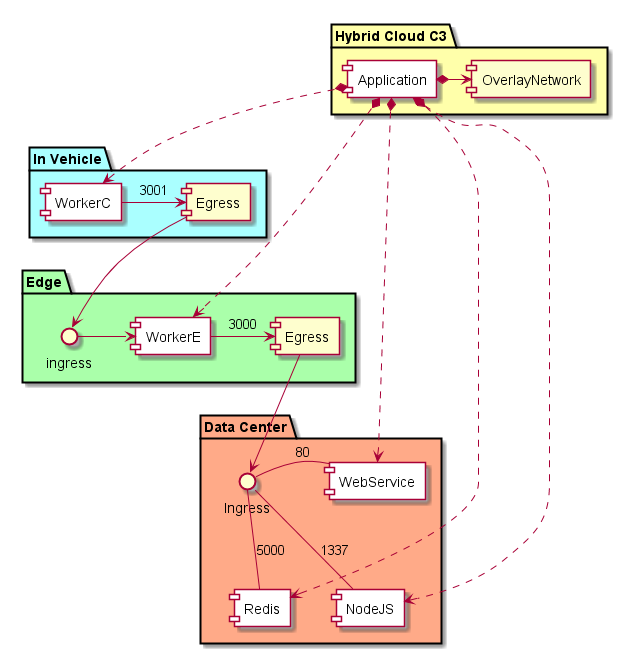 Hybrid Cloud C3
Application
OverlayNetwork
In Vehicle
WorkerC
3001
Egress
Edge
ingress
WorkerE
3000
Egress
Data Center
80
WebService
Ingress
5000
1337
Redis
NodeJS